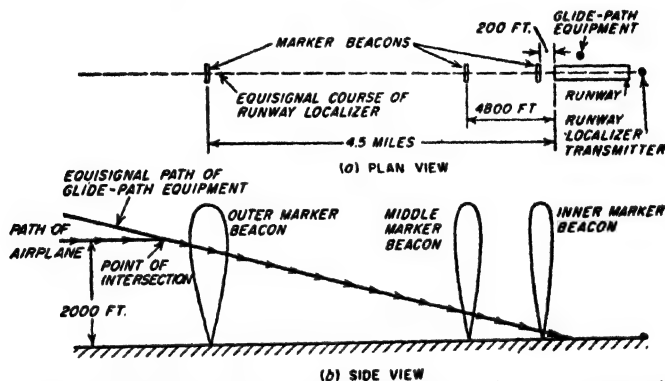 GLIDE-PATH
EQUIPMENT
200 FT.
MARKER BEACONS
EQUISIGNAL COURSE OF
RUNWAY LOCALIZER
4800 FT
RUNWAY
RUNWAY
LOCALIZER
TRANSMITTER
4.5 MILES
(a) PLAN VIEW
EQUISIGNAL PATH OF
GLIDE-PATH EQUIPMENT
OUTER MARKER
BEACON
MIDDLE
MARKER
BEACON
INNER MARKER
BEACON
PATH OF
AIRPLANE
POINT OF
INTERSECTION
2000 FT.
(b) SIDE VIEW